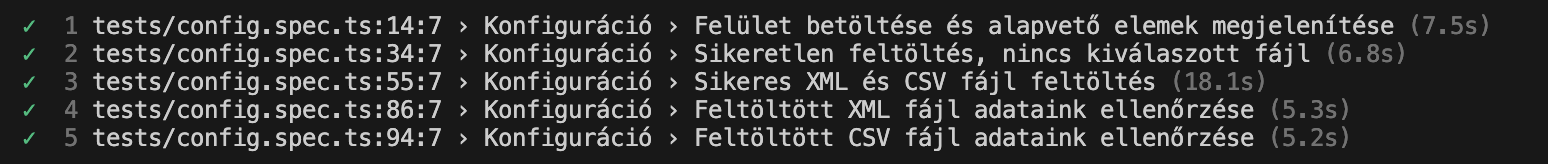 ✓ 1 tests/config.spec.ts:14:7 › Konfiguráció › Felület betöltése és alapvető elemek megjelenítése (7.5s)
✓ 2 tests/config.spec.ts:34:7 › Konfiguráció › Sikeretlen feltöltés, nincs kiválaszott fájl (6.8s)
✓ 3 tests/config.spec.ts:55:7 › Konfiguráció › Sikeres XML és CSV fájl feltöltés (18.1s)
✓ 4 tests/config.spec.ts:86:7 › Konfiguráció › Feltöltött XML fájl adataink ellenőrzése (5.3s)
✓ 5 tests/config.spec.ts:94:7 › Konfiguráció › Feltöltött CSV fájl adataink ellenőrzése (5.2s)